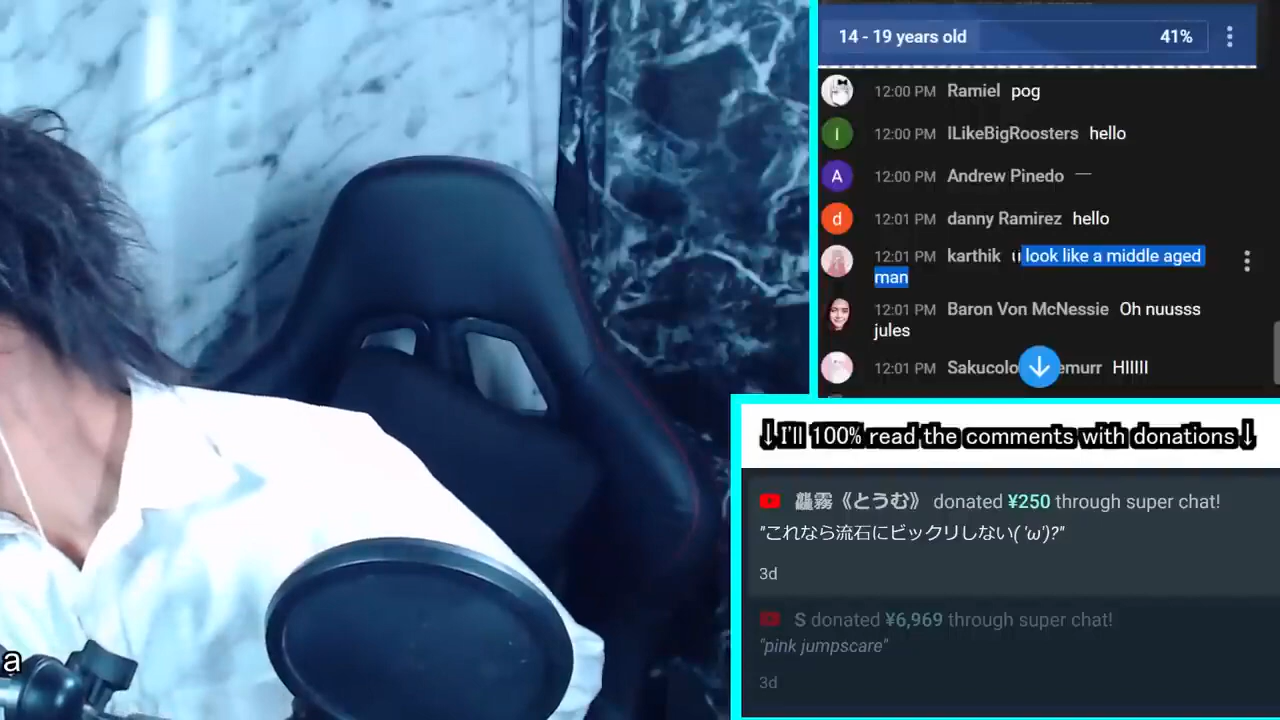 14 - 19 years old 41%
12:00 PM Ramiel pog
I 12:00 PM ILikeBigRoosters hello
A 12:00 PM Andrew Pinedo —
d 12:01 PM danny Ramirez hello
12:01 PM karthik u look like a middle aged
man
12:01 PM Baron Von McNessie Oh nuusss
jules
12:01 PM Sakucolo emurr HIIIII
↓I'll 100% read the comments with donations↓
龘霧《とうむ》 donated ¥250 through super chat!
"これなら流石にビックリしない( 'ω')?"
3d
S donated ¥6,969 through super chat!
"pink jumpscare"
3d
a